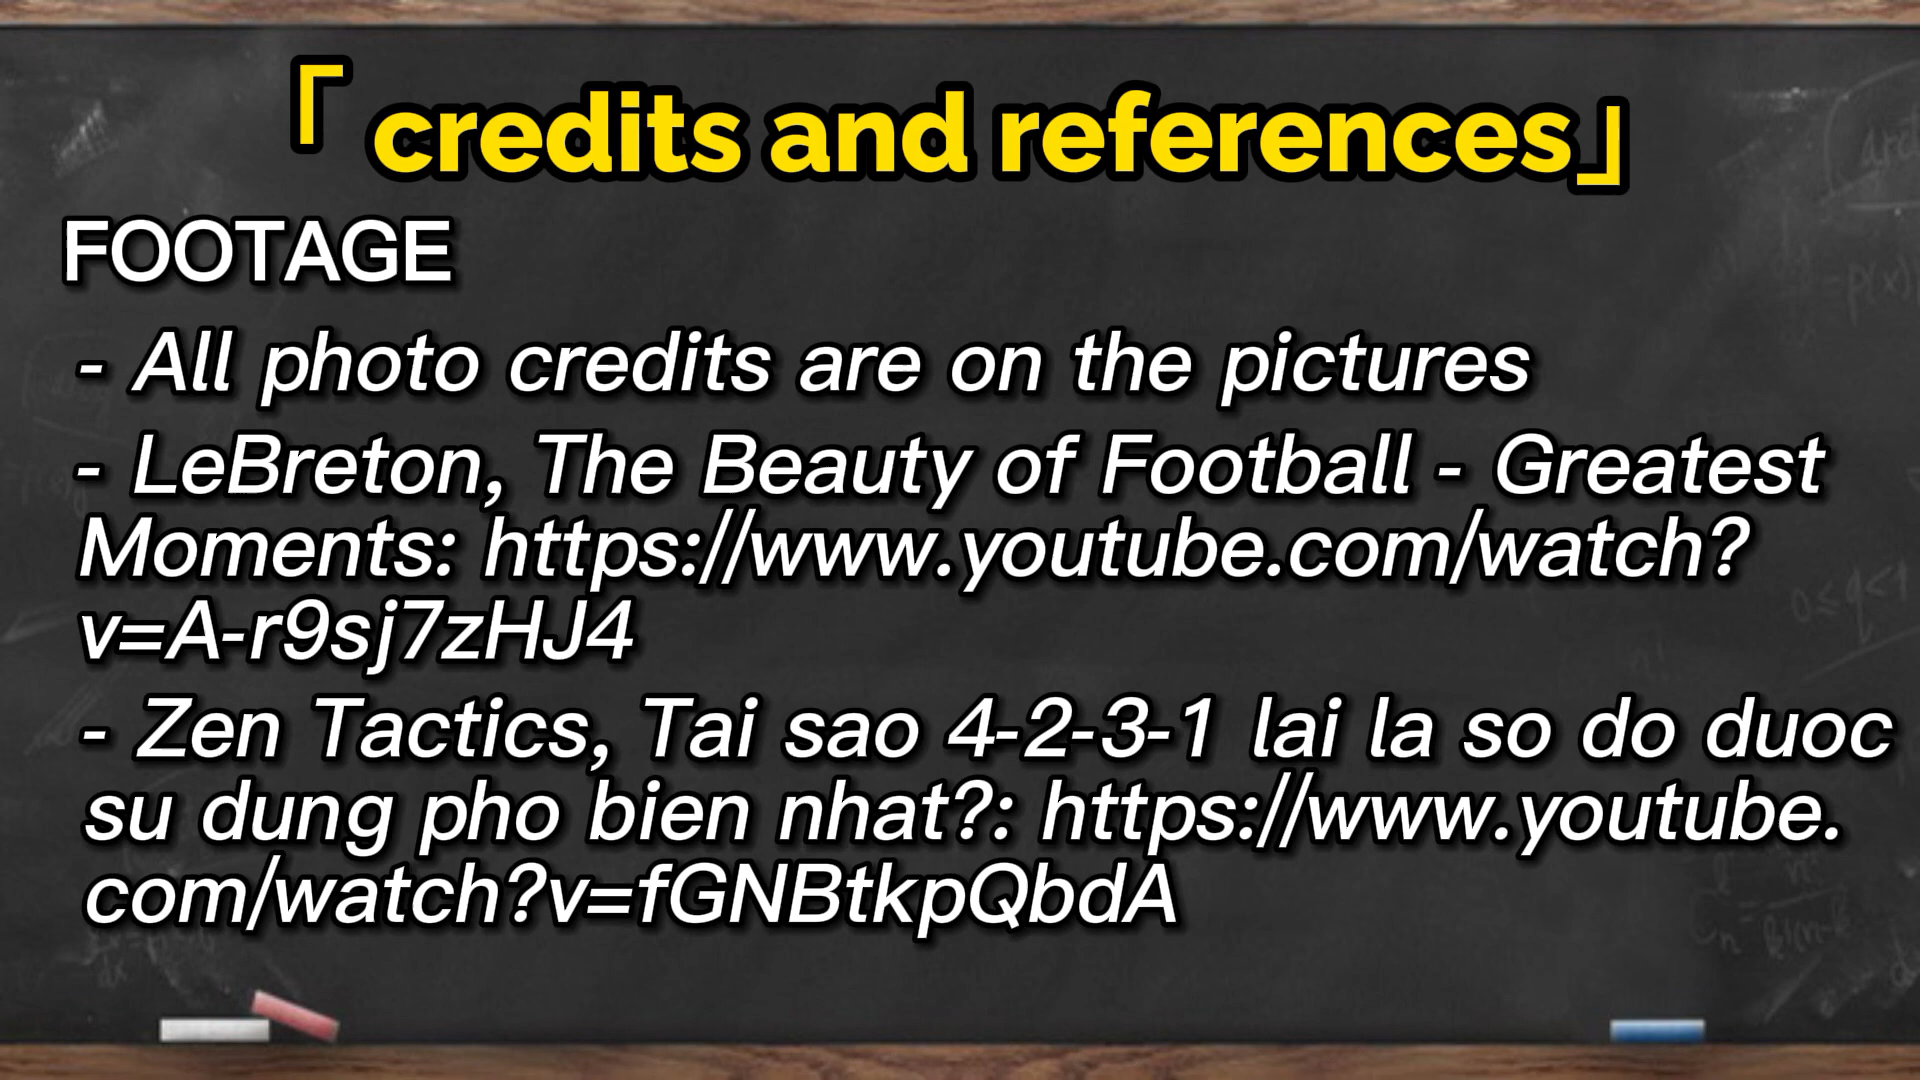 「 credits and references」
FOOTAGE
- All photo credits are on the pictures
- LeBreton, The Beauty of Football - Greatest
Moments: https://www.youtube.com/watch?
v=A-r9sj7zHJ4
- Zen Tactics, Tai sao 4-2-3-1 lai la so do duoc
su dung pho bien nhat?: https://www.youtube.
com/watch?v=fGNBtkpQbdA